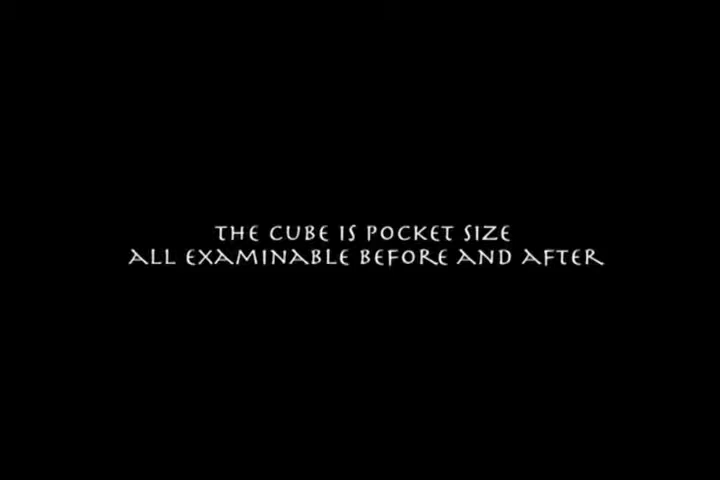 THE CUBE IS POCKET SIZE
ALL EXAMINABLE BEFORE AND AFTER